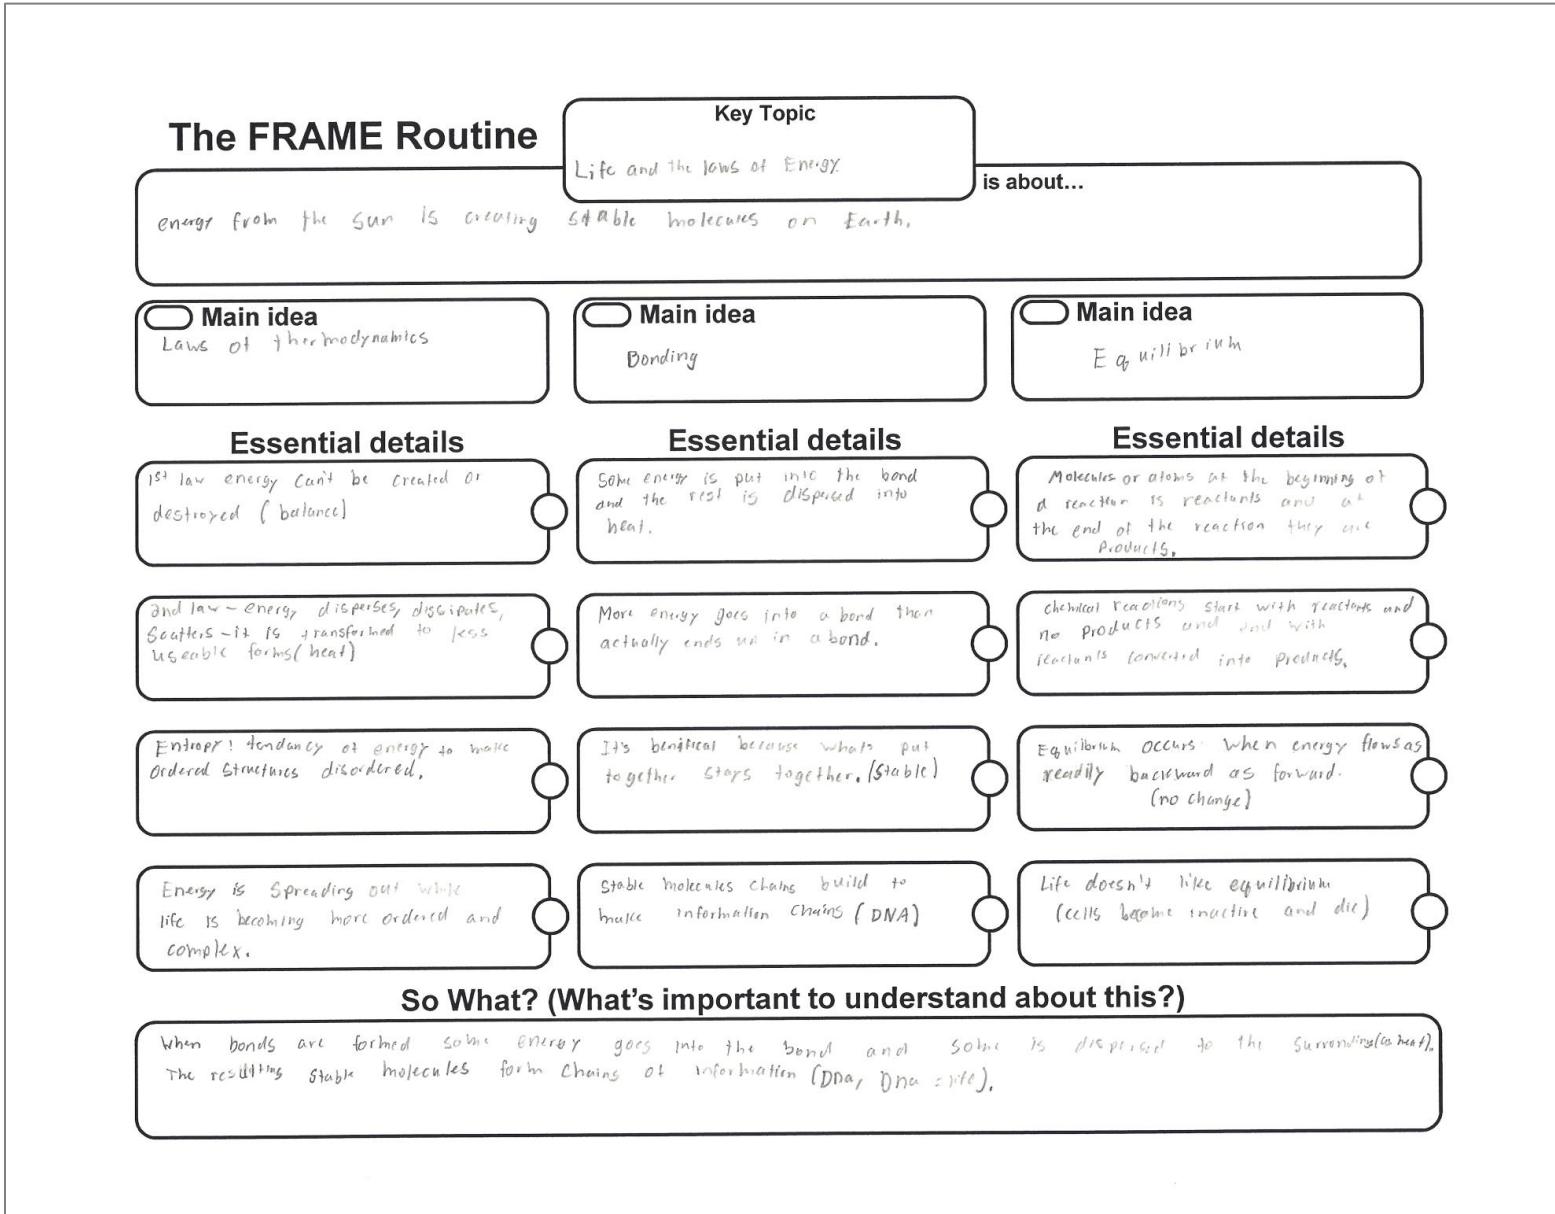 The FRAME Routine
Key Topic
Life and the laws of Energy
is about...
energy from the sun is creating stable molecules on Earth.
Main idea
Laws of thermodynamics
Main idea
Bonding
Main idea
Equilibrium
Essential details
1st law energy can't be created or
destroyed (balance)
2nd law - energy disperses, dissipates,
scatters - it is transformed to less
useable forms (heat)
Entropy: tendancy of energy to make
ordered structures disordered.
Energy is spreading out while
life is becoming more ordered and
complex.
Essential details
Some energy is put into the bond
and the rest is dispersed into
heat.
More energy goes into a bond than
actually ends up in a bond.
It's benifical because whats put
together stays together. (stable)
Stable molecules chains build to
make information chains (DNA)
Essential details
Molecules or atoms at the beginning of
a reaction is reactants and at
the end of the reaction they are
products.
Chemical reactions start with reactants and
no products and end with
reactants converted into products.
Equilibrium occurs when energy flows as
readily backward as forward.
(no change)
Life doesn't like equilibrium
(cells become inactive and die)
So What? (What's important to understand about this?)
When bonds are formed some energy goes into the bond and some is dispersed to the surrondings (as heat).
The resulting stable molecules form chains of information (Dna, Dna = life).